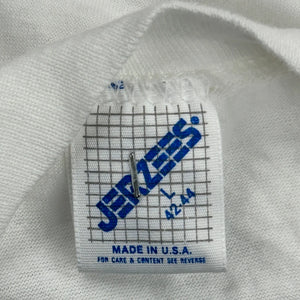 JERZEES®
L
42-44
MADE IN U.S.A.
FOR CARE & CONTENT SEE REVERSE